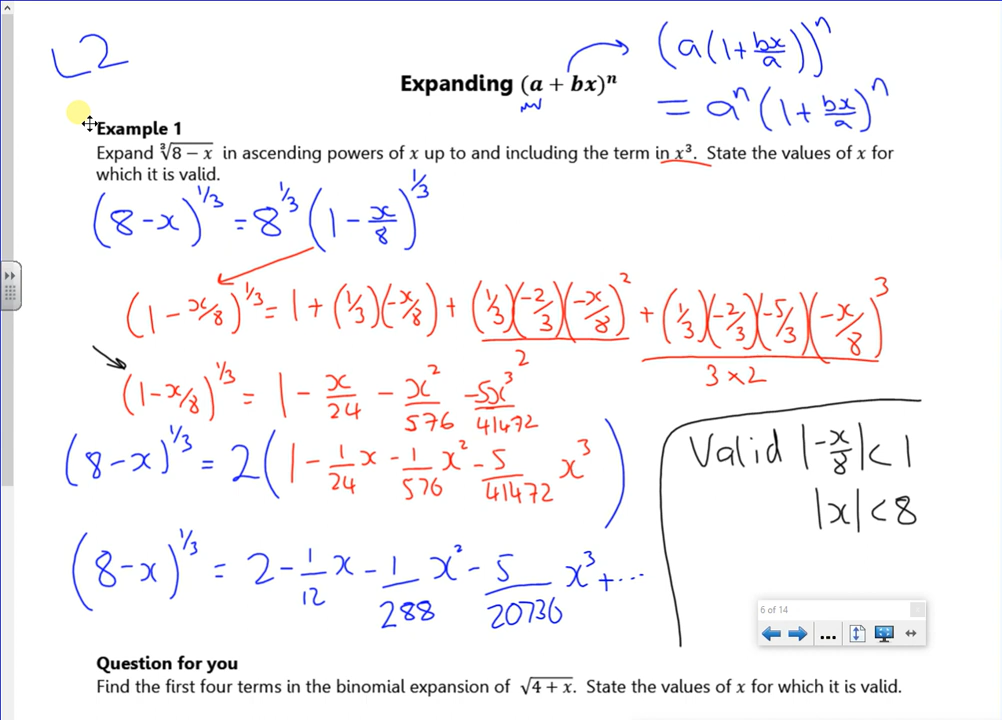 L2
(a(1+bx/a))ⁿ
Expanding (a + bx)ⁿ
= aⁿ(1+bx/a)ⁿ
Example 1
Expand ∛(8 − x) in ascending powers of x up to and including the term in x³. State the values of x for
which it is valid.
(8-x)^1/3 = 8^1/3 (1 - x/8)^1/3
(1 - x/8)^1/3 = 1 + (1/3)(-x/8) + (1/3)(-2/3)(-x/8)²/2 + (1/3)(-2/3)(-5/3)(-x/8)³/3×2
(1-x/8)^1/3 = 1 - x/24 - x²/576 -5x³/41472
(8-x)^1/3 = 2(1 - 1/24 x - 1/576 x² - 5/41472 x³)
Valid |-x/8| < 1
|x| < 8
(8-x)^1/3 = 2 - 1/12 x - 1/288 x² - 5/20736 x³ + ...
6 of 14
Question for you
Find the first four terms in the binomial expansion of √(4 + x). State the values of x for which it is valid.